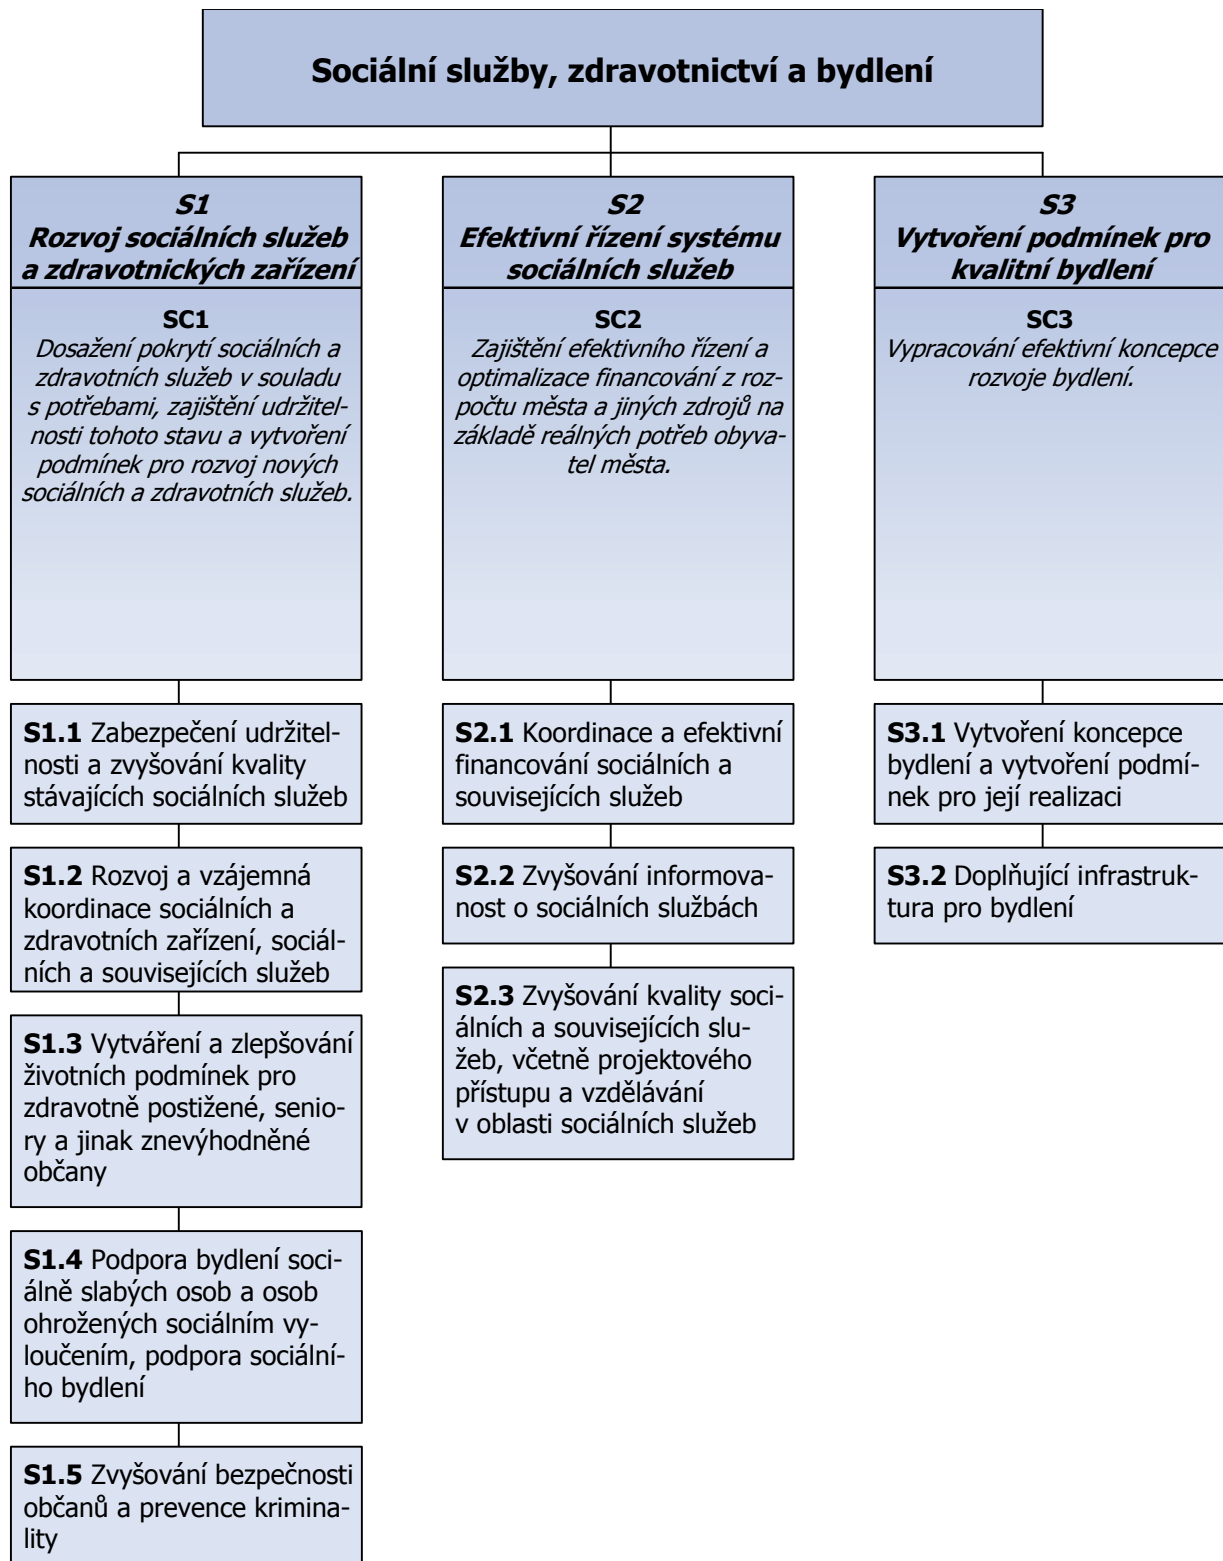 Sociální služby, zdravotnictví a bydlení
S1
Rozvoj sociálních služeb
a zdravotnických zařízení
SC1
Dosažení pokrytí sociálních a
zdravotních služeb v souladu
s potřebami, zajištění udržitel-
nosti tohoto stavu a vytvoření
podmínek pro rozvoj nových
sociálních a zdravotních služeb.
S1.1 Zabezpečení udržitel-
nosti a zvyšování kvality
stávajících sociálních služeb
S1.2 Rozvoj a vzájemná
koordinace sociálních a
zdravotních zařízení, sociál-
ních a souvisejících služeb
S1.3 Vytváření a zlepšování
životních podmínek pro
zdravotně postižené, senio-
ry a jinak znevýhodněné
občany
S1.4 Podpora bydlení soci-
álně slabých osob a osob
ohrožených sociálním vy-
loučením, podpora sociální-
ho bydlení
S1.5 Zvyšování bezpečnosti
občanů a prevence krimina-
lity
S2
Efektivní řízení systému
sociálních služeb
SC2
Zajištění efektivního řízení a
optimalizace financování z roz-
počtu města a jiných zdrojů na
základě reálných potřeb obyva-
tel města.
S2.1 Koordinace a efektivní
financování sociálních a
souvisejících služeb
S2.2 Zvyšování informova-
nost o sociálních službách
S2.3 Zvyšování kvality soci-
álních a souvisejících slu-
žeb, včetně projektového
přístupu a vzdělávání
v oblasti sociálních služeb
S3
Vytvoření podmínek pro
kvalitní bydlení
SC3
Vypracování efektivní koncepce
rozvoje bydlení.
S3.1 Vytvoření koncepce
bydlení a vytvoření podmí-
nek pro její realizaci
S3.2 Doplňující infrastruk-
tura pro bydlení